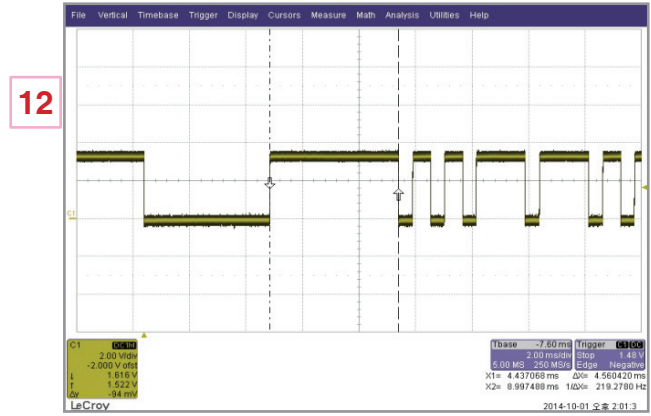 File Vertical Timebase Trigger Display Cursors Measure Math Analysis Utilities Help
12
C1
C1 DC1M
2.00 V/div
-2.000 V ofst
↓ 1.616 V
↑ 1.522 V
Δy -94 mV
Tbase -7.60 ms
2.00 ms/div
5.00 MS 250 MS/s
Trigger C1 DC
Stop 1.48 V
Edge Negative
X1= 4.437068 ms ΔX= 4.560420 ms
X2= 8.997488 ms 1/ΔX= 219.2780 Hz
LeCroy
2014-10-01 오후 2:01:3